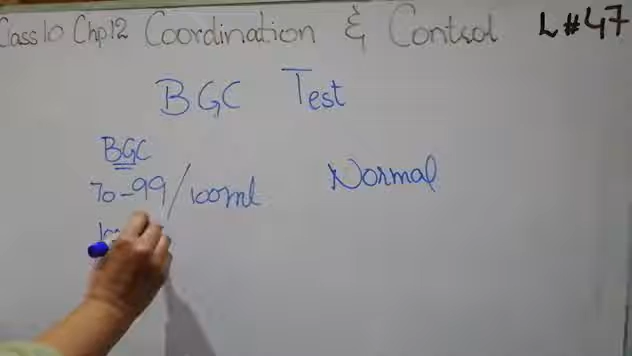 Class 10 Chp 12 Coordination & Control L#47
BGC Test
BGC
70-99/100ml Normal